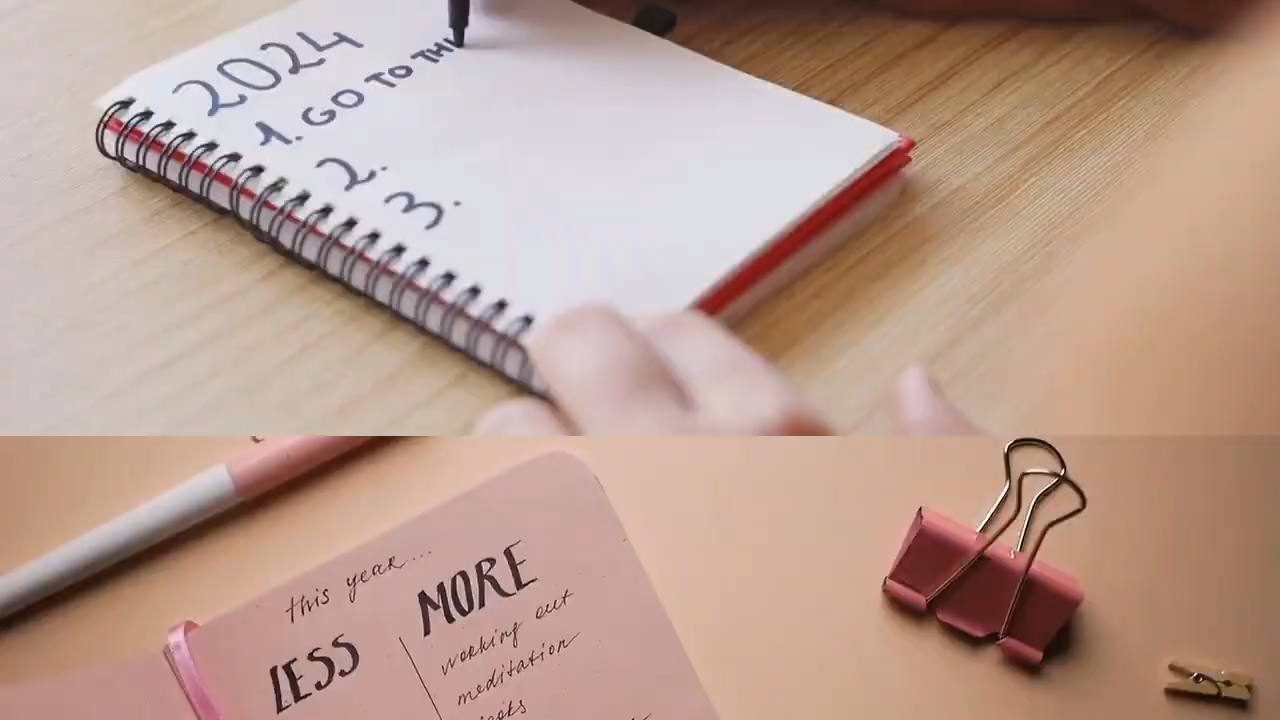 2024
1. GO TO TH
2.
3.
this year...
LESS
MORE
working out
meditation